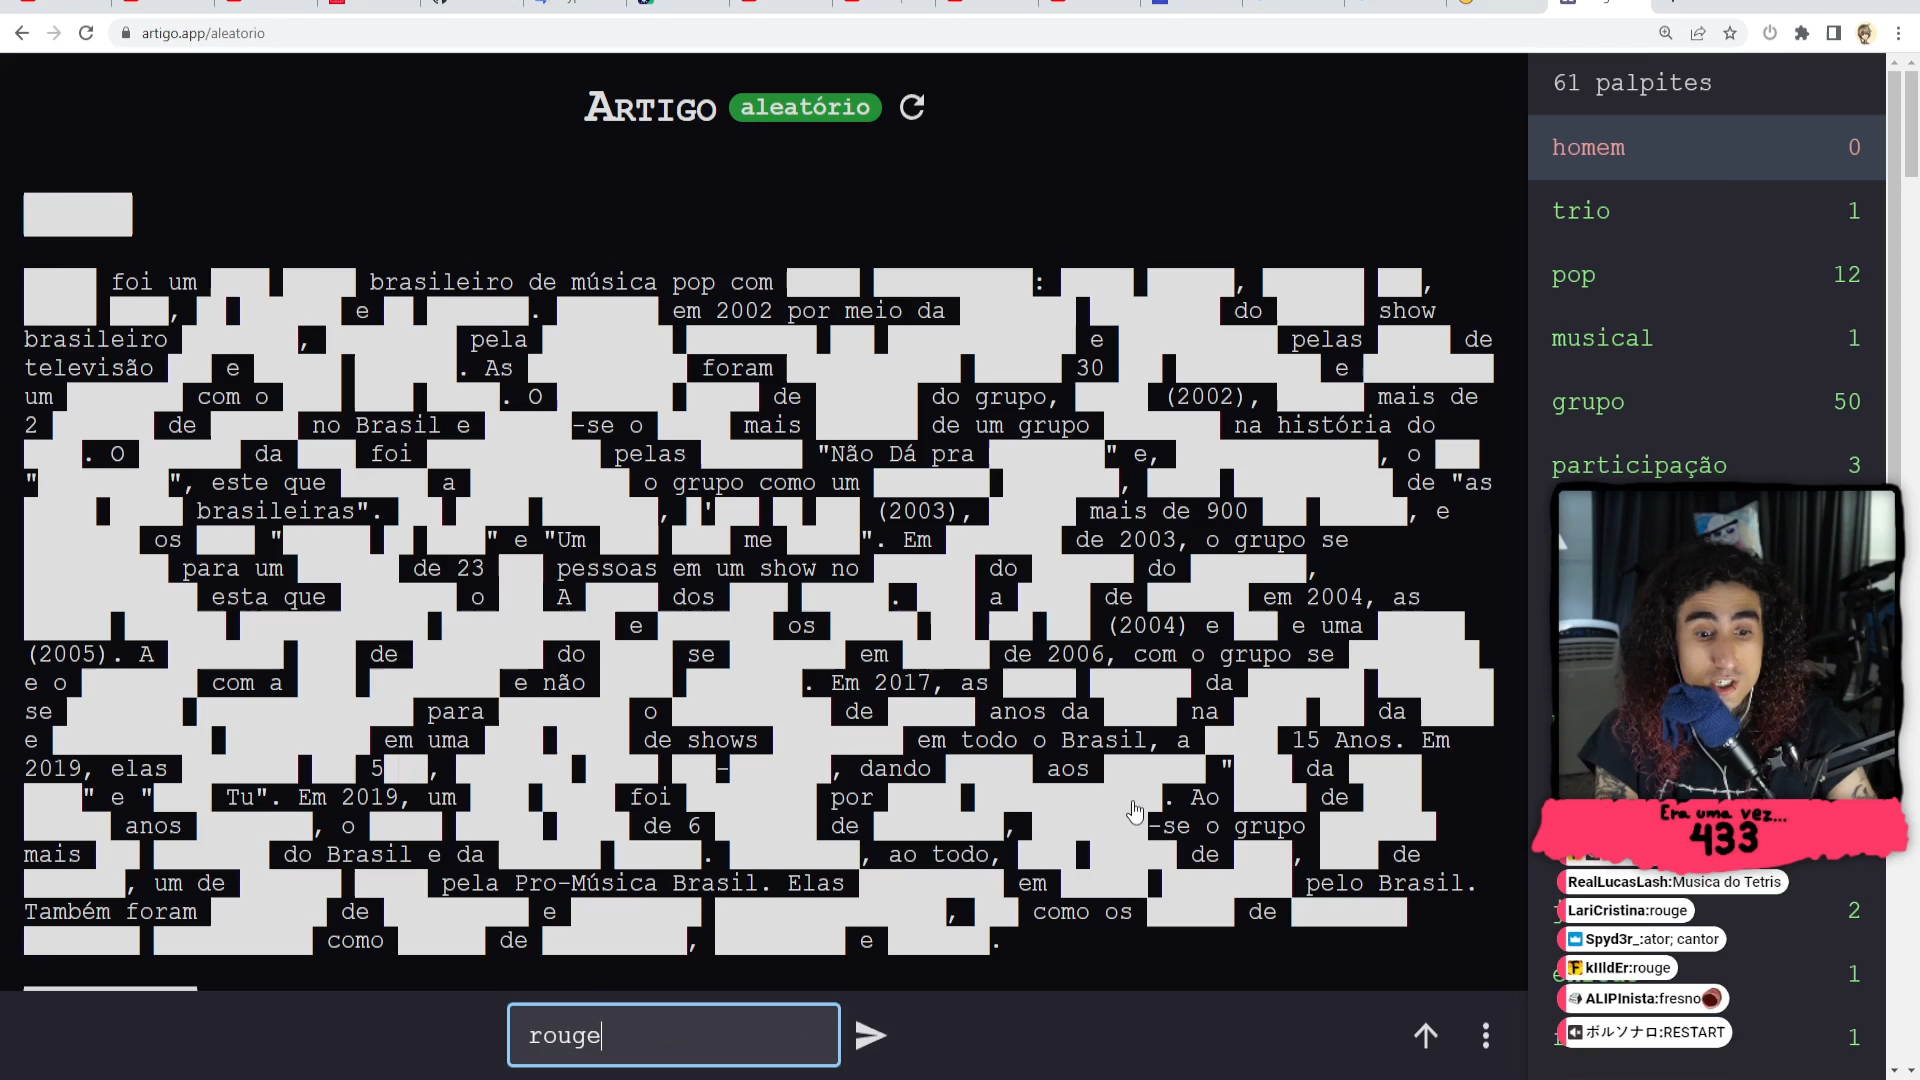 artigo.app/aleatorio
ARTIGO aleatório
61 palpites
homem 0
trio 1
pop 12
musical 1
grupo 50
participação 3
foi um brasileiro de música pop com : , ,
, e . em 2002 por meio da do show
brasileiro , pela e pelas de
televisão e . As foram 30 e
um com o . O de do grupo, (2002), mais de
2 de no Brasil e -se o mais de um grupo na história do
. O da foi pelas "Não Dá pra " e, , o
" ", este que a o grupo como um , de "as
brasileiras". , ' (2003), mais de 900 , e
os " " e "Um me ". Em de 2003, o grupo se
para um de 23 pessoas em um show no do do ,
esta que o A dos . a de em 2004, as
e os (2004) e e uma
(2005). A de do se em de 2006, com o grupo se
e o com a e não . Em 2017, as da
se para o de anos da na da
e em uma de shows em todo o Brasil, a 15 Anos. Em
2019, elas 5 , - , dando aos " da
" e " Tu". Em 2019, um foi por . Ao de
anos , o de 6 de , -se o grupo
mais do Brasil e da . , ao todo, de , de
, um de pela Pro-Música Brasil. Elas em pelo Brasil.
Também foram de e , como os de
como de , e .
rouge
Era uma vez...
433
RealLucasLash:Musica do Tetris
LariCristina:rouge
2
Spyd3r_:ator; cantor
kIIldEr:rouge
1
ALIPInista:fresno
ボルソナロ:RESTART
1